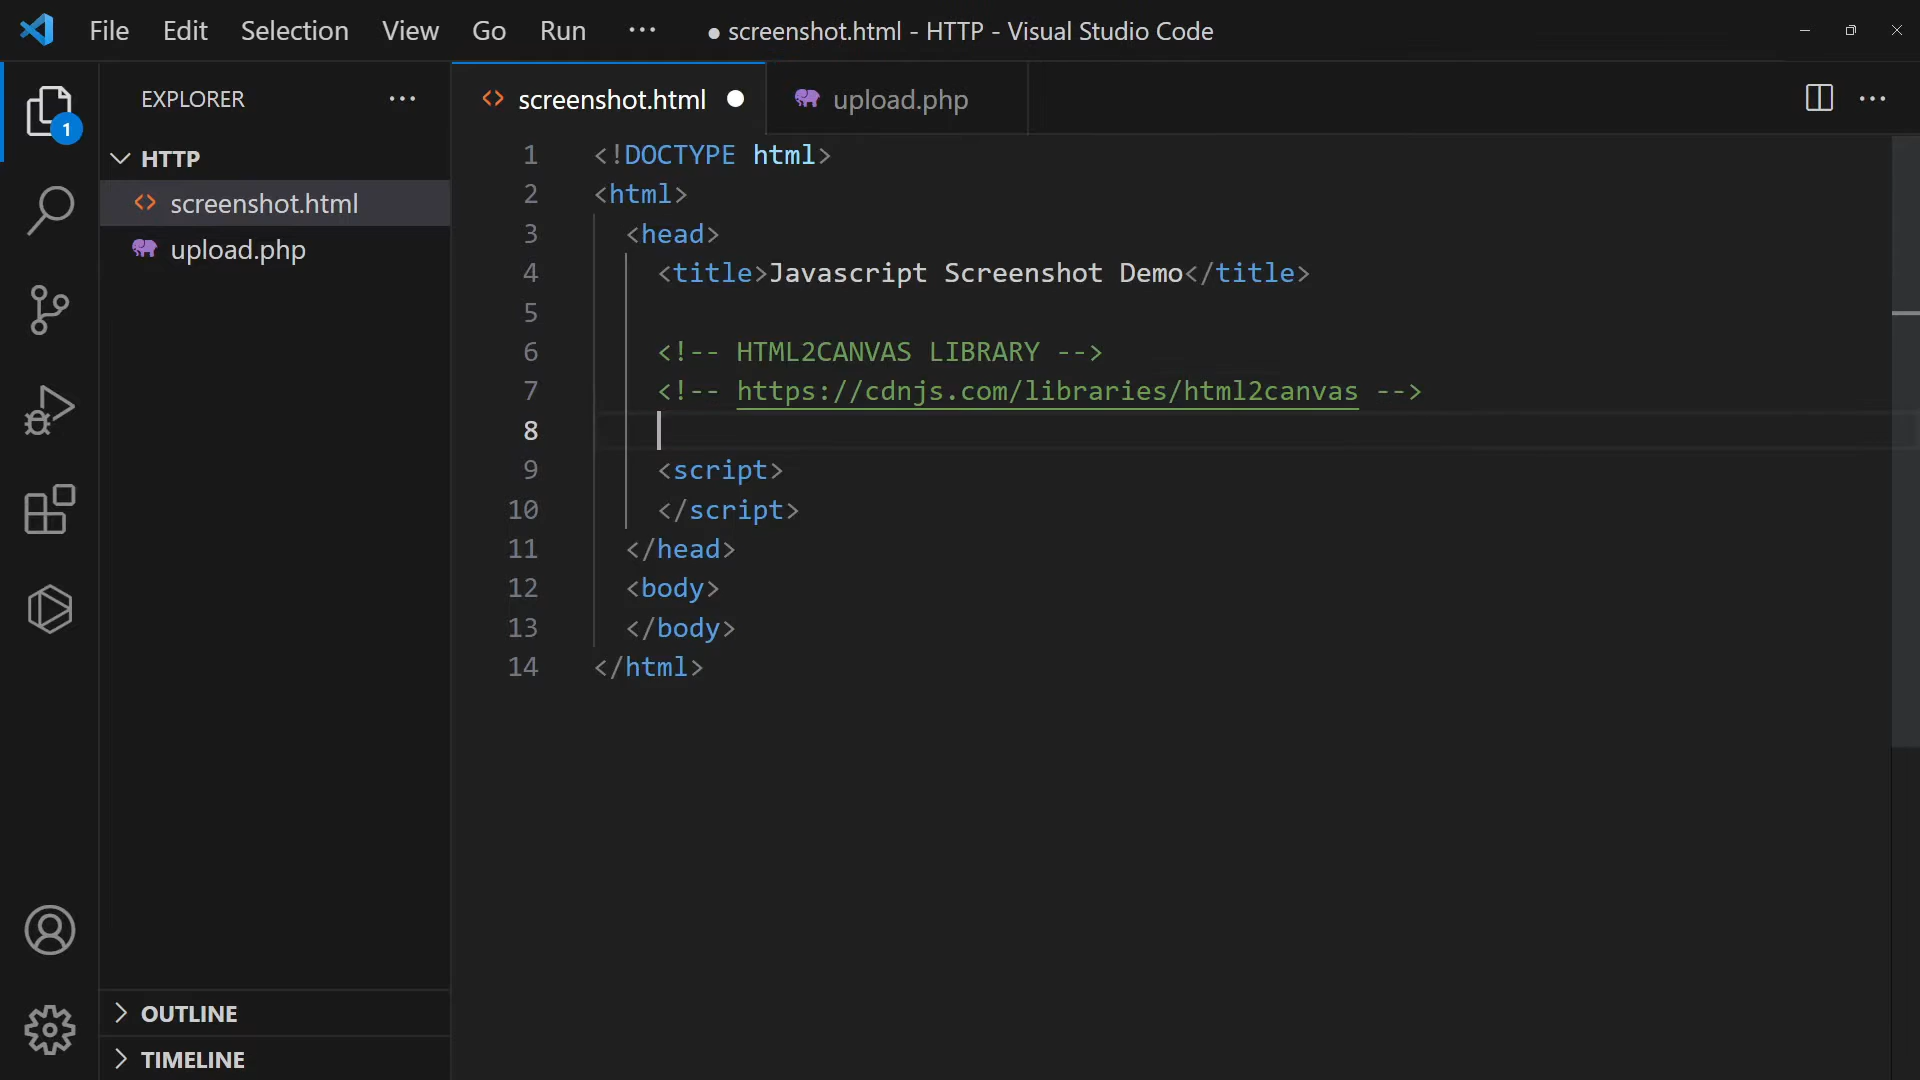 File Edit Selection View Go Run ··· ● screenshot.html - HTTP - Visual Studio Code
EXPLORER ···
1
HTTP
screenshot.html
upload.php
OUTLINE
TIMELINE
screenshot.html ● upload.php ···
1 <!DOCTYPE html>
2 <html>
3 <head>
4 <title>Javascript Screenshot Demo</title>
5
6 <!-- HTML2CANVAS LIBRARY -->
7 <!-- https://cdnjs.com/libraries/html2canvas -->
8
9 <script>
10 </script>
11 </head>
12 <body>
13 </body>
14 </html>